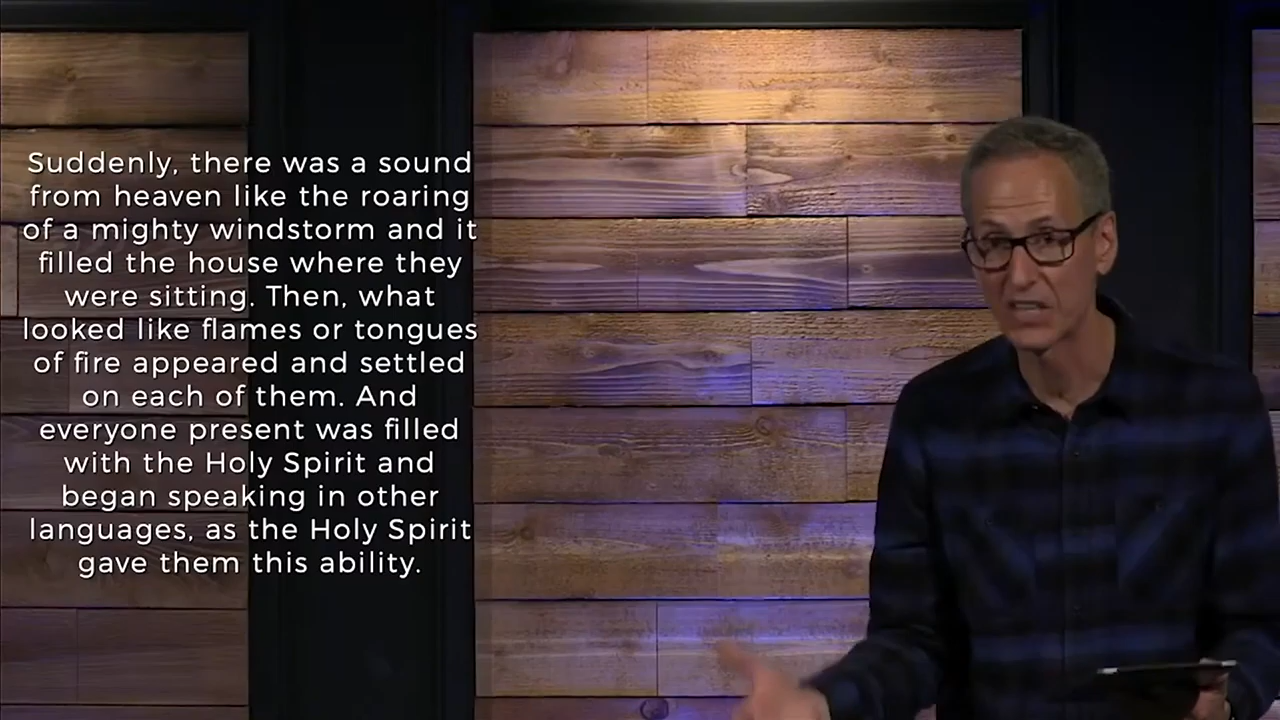 Suddenly, there was a sound
from heaven like the roaring
of a mighty windstorm and it
filled the house where they
were sitting. Then, what
looked like flames or tongues
of fire appeared and settled
on each of them. And
everyone present was filled
with the Holy Spirit and
began speaking in other
languages, as the Holy Spirit
gave them this ability.